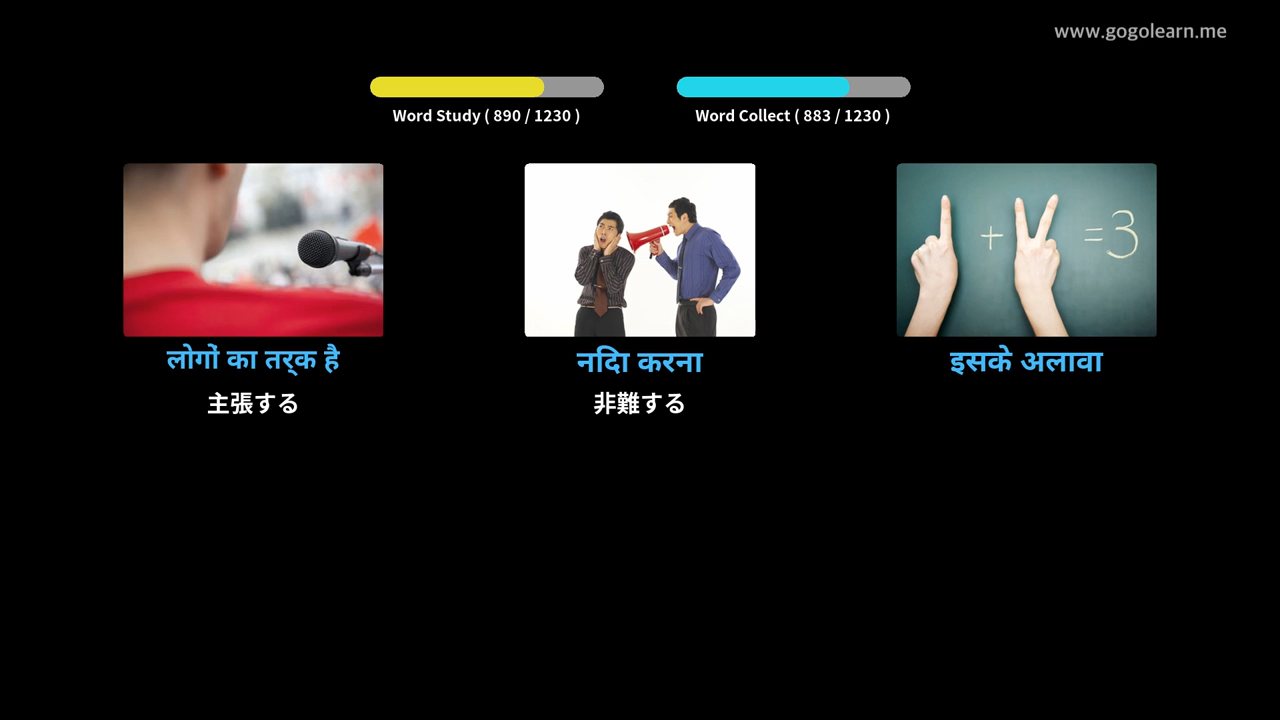 www.gogolearn.me
Word Study ( 890 / 1230 )
Word Collect ( 883 / 1230 )
+ =3
लोगों का तर्क है
निंदा करना
इसके अलावा
主張する
非難する